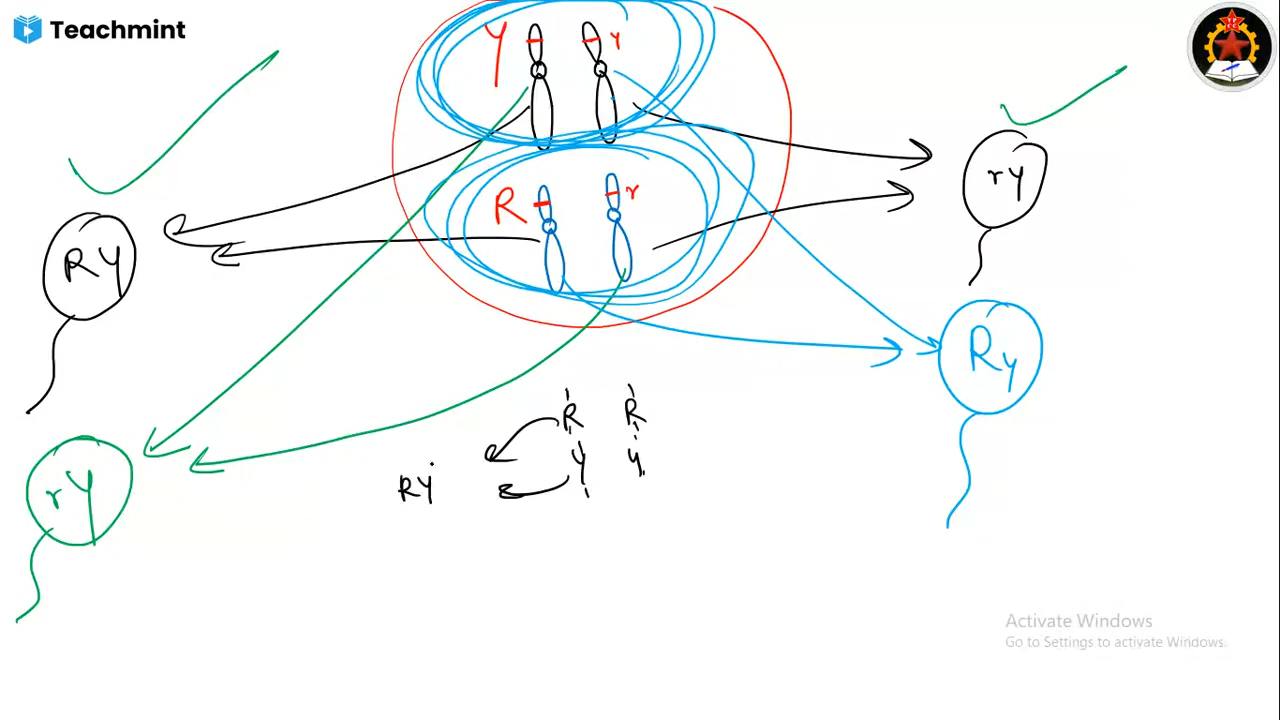 Teachmint
Y r
R r
RY
rY
rY
Ry
R R
Y y
RY
Activate Windows
Go to Settings to activate Windows.